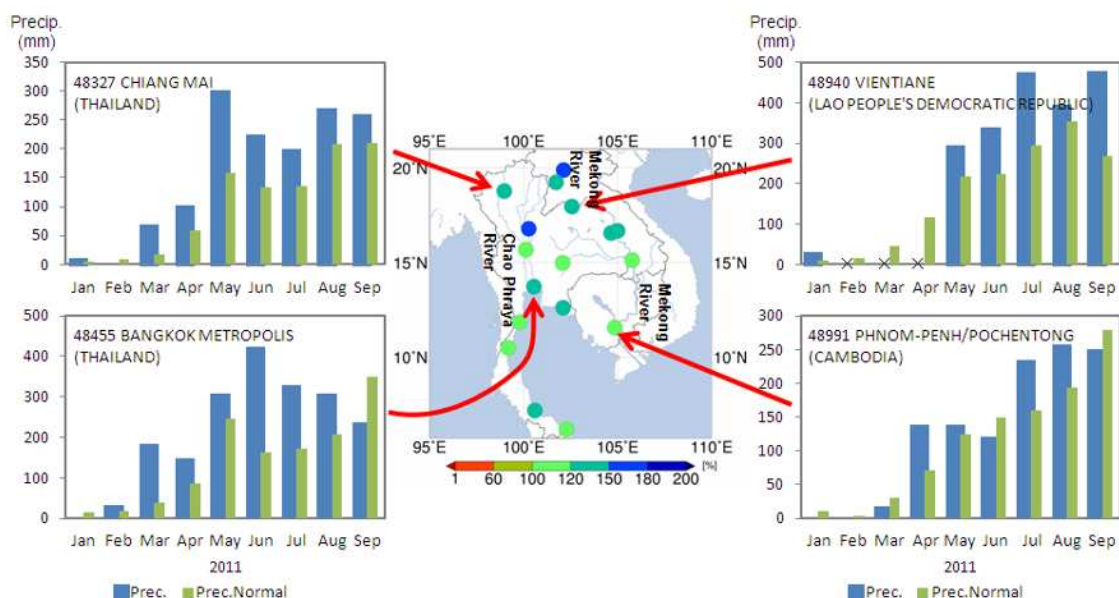 Precip.
(mm)
350
300
250
200
150
100
50
0
48327 CHIANG MAI
(THAILAND)
Jan Feb Mar Apr May Jun Jul Aug Sep
500
400
300
200
100
0
48455 BANGKOK METROPOLIS
(THAILAND)
Jan Feb Mar Apr May Jun Jul Aug Sep
2011
Prec. Prec.Normal
95°E 100°E 105°E 110°E
20°N 20°N
15°N 15°N
10°N 10°N
Mekong
River
Chao Phraya
River
Mekong
River
95°E 100°E 105°E 110°E
[%]
1 60 100 120 150 180 200
Precip.
(mm)
500
400
300
200
100
0
48940 VIENTIANE
(LAO PEOPLE'S DEMOCRATIC REPUBLIC)
Jan Feb Mar Apr May Jun Jul Aug Sep
300
250
200
150
100
50
0
48991 PHNOM-PENH/POCHENTONG
(CAMBODIA)
Jan Feb Mar Apr May Jun Jul Aug Sep
2011
Prec. Prec.Normal